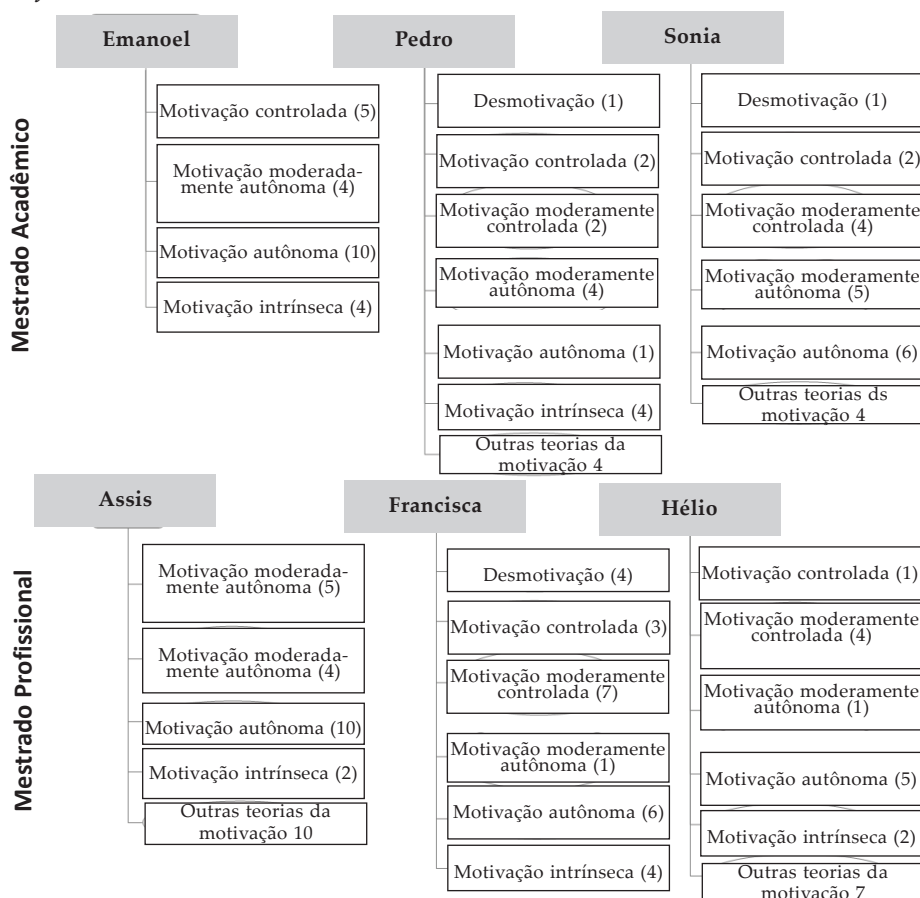 Mestrado Acadêmico
Emanoel
Motivação controlada (5)
Motivação moderada-
mente autônoma (4)
Motivação autônoma (10)
Motivação intrínseca (4)
Pedro
Desmotivação (1)
Motivação controlada (2)
Motivação moderamente
controlada (2)
Motivação moderamente
autônoma (4)
Motivação autônoma (1)
Motivação intrínseca (4)
Outras teorias da
motivação 4
Sonia
Desmotivação (1)
Motivação controlada (2)
Motivação moderamente
controlada (4)
Motivação moderamente
autônoma (5)
Motivação autônoma (6)
Outras teorias ds
motivação 4
Mestrado Profissional
Assis
Motivação moderada-
mente autônoma (5)
Motivação moderada-
mente autônoma (4)
Motivação autônoma (10)
Motivação intrínseca (2)
Outras teorias da
motivação 10
Francisca
Desmotivação (4)
Motivação controlada (3)
Motivação moderamente
controlada (7)
Motivação moderamente
autônoma (1)
Motivação autônoma (6)
Motivação intrínseca (4)
Hélio
Motivação controlada (1)
Motivação moderamente
controlada (4)
Motivação moderamente
autônoma (1)
Motivação autônoma (5)
Motivação intrínseca (2)
Outras teorias da
motivação 7